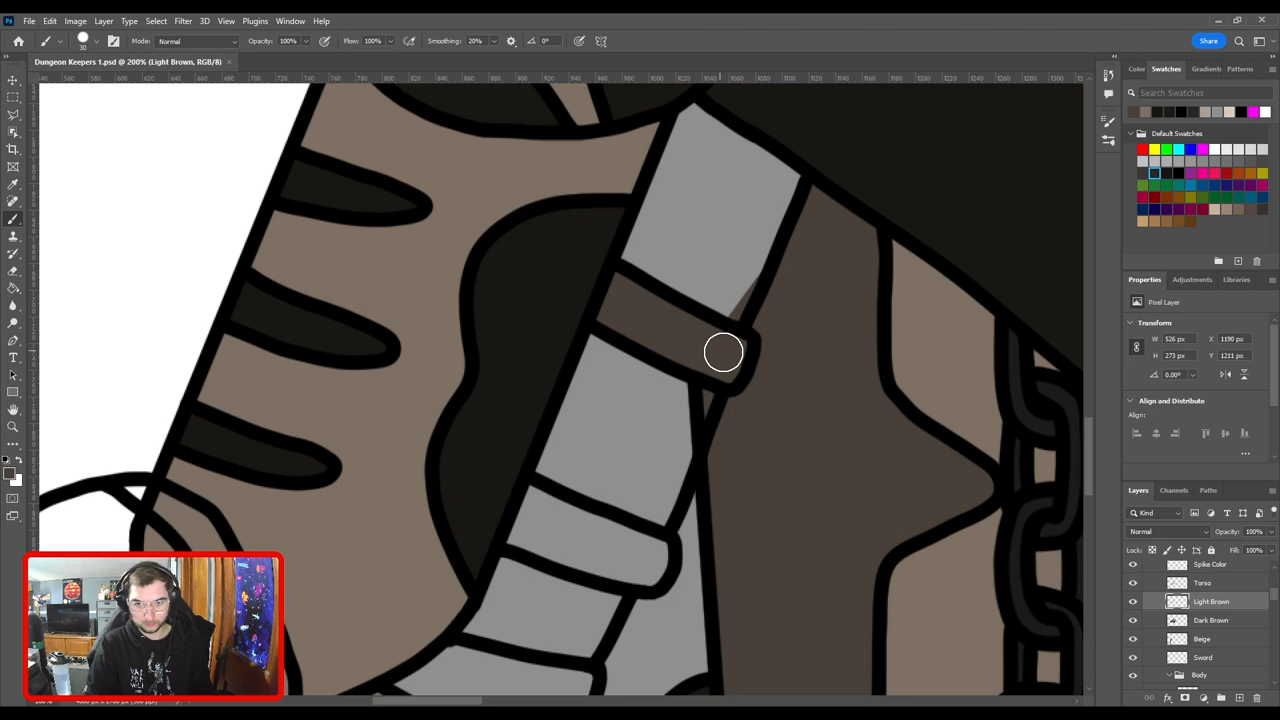 Ps File Edit Image Layer Type Select Filter 3D View Plugins Window Help
30 Mode: Normal Opacity: 100% Flow: 100% Smoothing: 20% 0° Share
Dungeon Keepers 1.psd @ 200% (Light Brown, RGB/8) ×
Color Swatches Gradients Patterns
Search Swatches
Default Swatches
Properties Adjustments Libraries
Pixel Layer
Transform
W 526 px X 1190 px
H 273 px Y 1211 px
0.00°
Align and Distribute
Align:
Layers Channels Paths
Kind
Normal Opacity: 100%
Lock: Fill: 100%
Spike Color
Torso
Light Brown
Dark Brown
Beige
Sword
Body